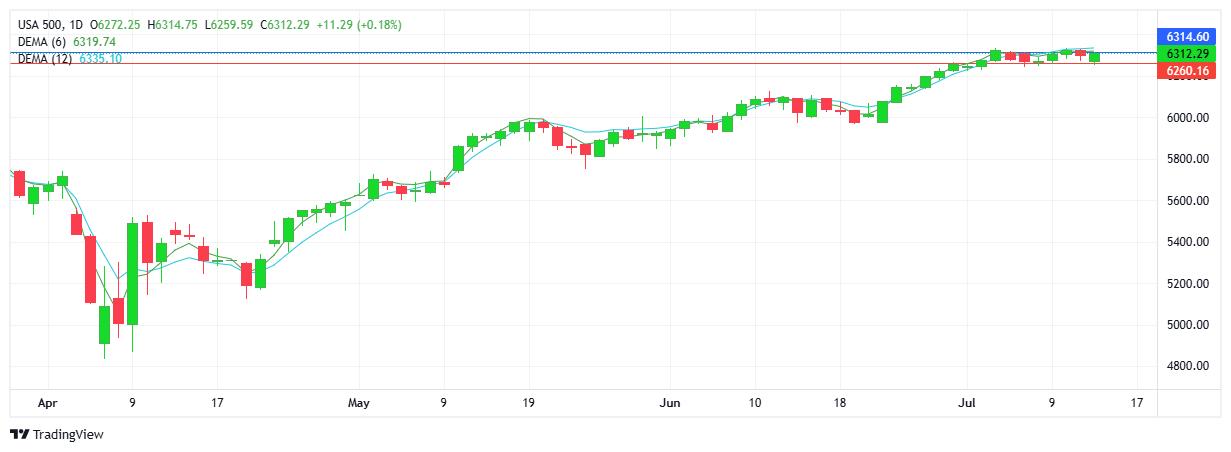 USA 500, 1D O6272.25 H6314.75 L6259.59 C6312.29 +11.29 (+0.18%)
DEMA (6) 6319.74
DEMA (12) 6335.10
6314.60
6312.29
6260.16
6000.00
5800.00
5600.00
5400.00
5200.00
5000.00
4800.00
Apr 9 17 May 9 19 Jun 10 18 Jul 9 17
TradingView